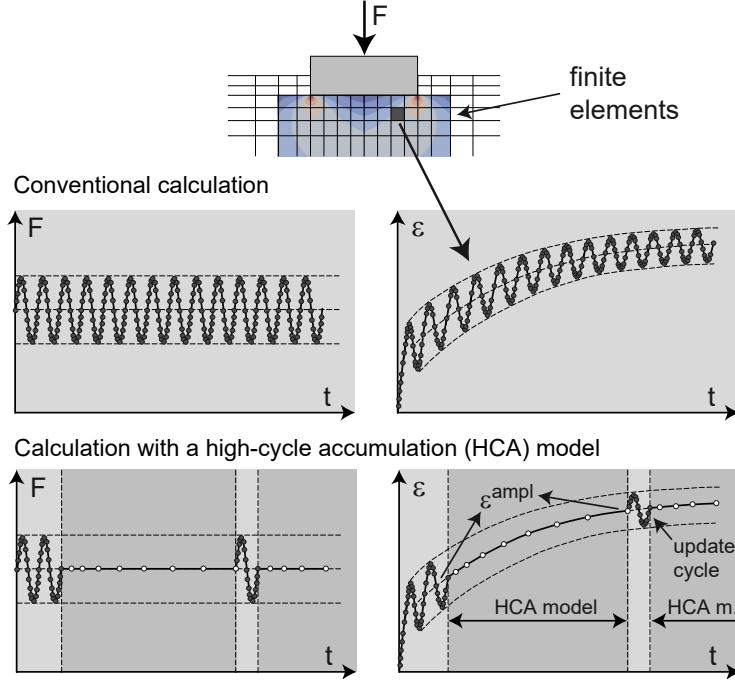 F
finite
elements
Conventional calculation
F
ε
t
t
Calculation with a high-cycle accumulation (HCA) model
F
ε
ε^ampl
update
cycle
HCA model
HCA m.
t
t